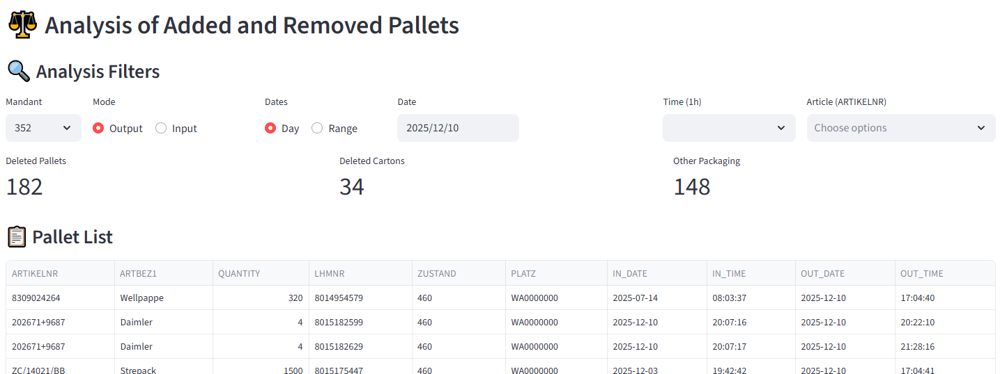 Analysis of Added and Removed Pallets
Analysis Filters
Mandant Mode Dates Date Time (1h) Article (ARTIKELNR)
352 Output Input Day Range 2025/12/10 Choose options
Deleted Pallets Deleted Cartons Other Packaging
182 34 148
Pallet List
ARTIKELNR ARTBEZ1 QUANTITY LHMNR ZUSTAND PLATZ IN_DATE IN_TIME OUT_DATE OUT_TIME
8309024264 Wellpappe 320 8014954579 460 WA0000000 2025-07-14 08:03:37 2025-12-10 17:04:40
202671+9687 Daimler 4 8015182599 460 WA0000000 2025-12-10 20:07:16 2025-12-10 20:22:10
202671+9687 Daimler 4 8015182629 460 WA0000000 2025-12-10 20:07:17 2025-12-10 21:28:16
ZC/14021/BB Strepack 1500 8015175447 460 WA0000000 2025-12-03 19:42:42 2025-12-10 17:04:41